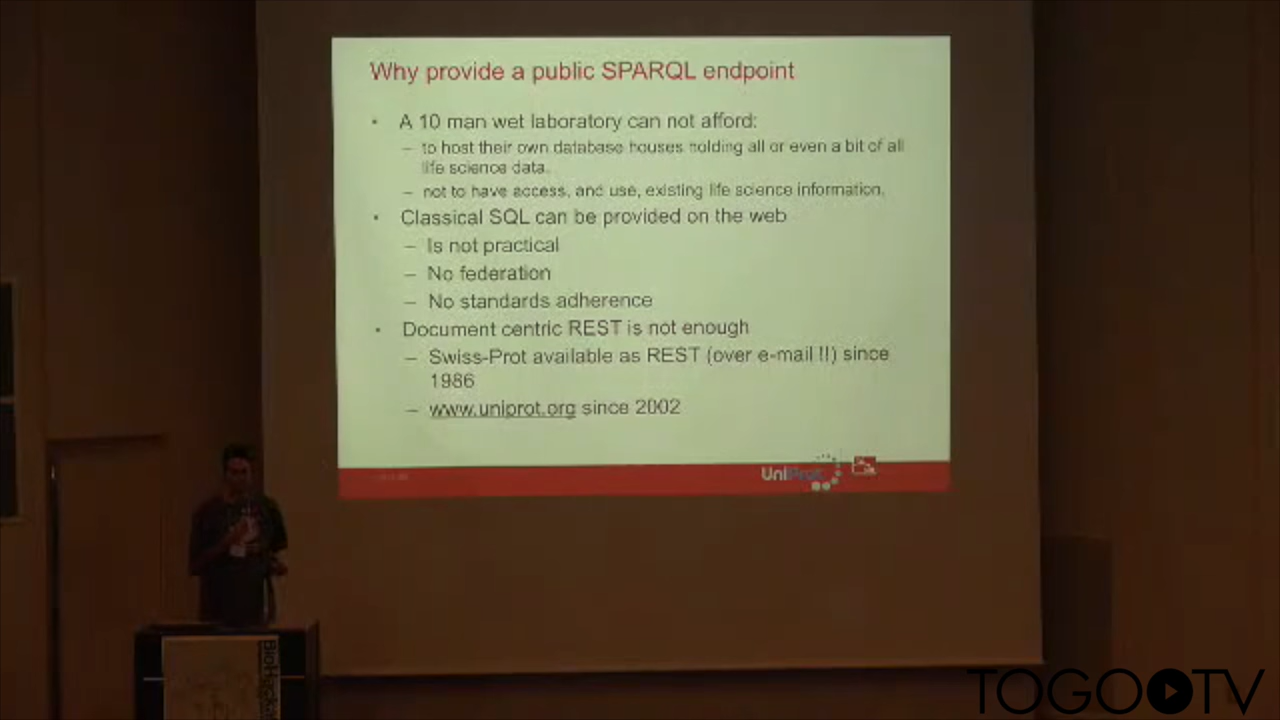 Why provide a public SPARQL endpoint
• A 10 man wet laboratory can not afford:
– to host their own database houses holding all or even a bit of all
life science data.
– not to have access, and use, existing life science information.
• Classical SQL can be provided on the web
– Is not practical
– No federation
– No standards adherence
• Document centric REST is not enough
– Swiss-Prot available as REST (over e-mail !!) since
1986
– www.uniprot.org since 2002
UniProt
TOGOTV